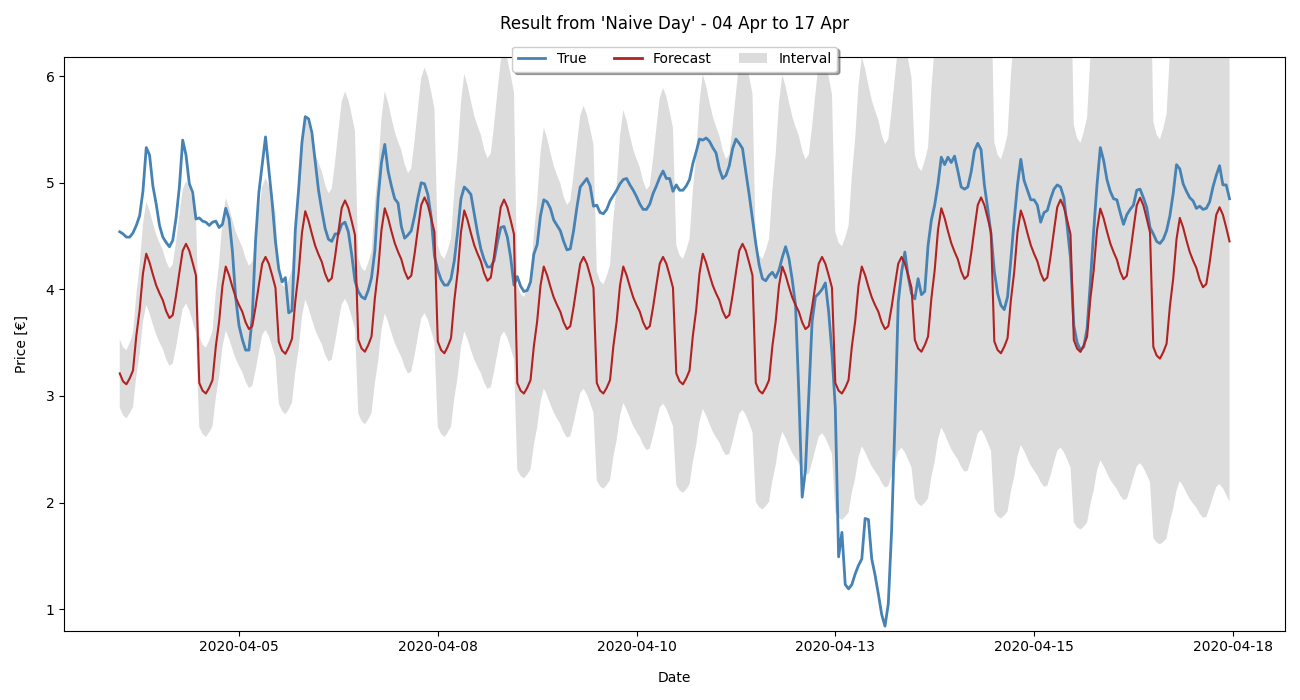 Result from 'Naive Day' - 04 Apr to 17 Apr
True Forecast Interval
6
5
4
3
2
1
Price [€]
2020-04-05 2020-04-08 2020-04-10 2020-04-13 2020-04-15 2020-04-18
Date